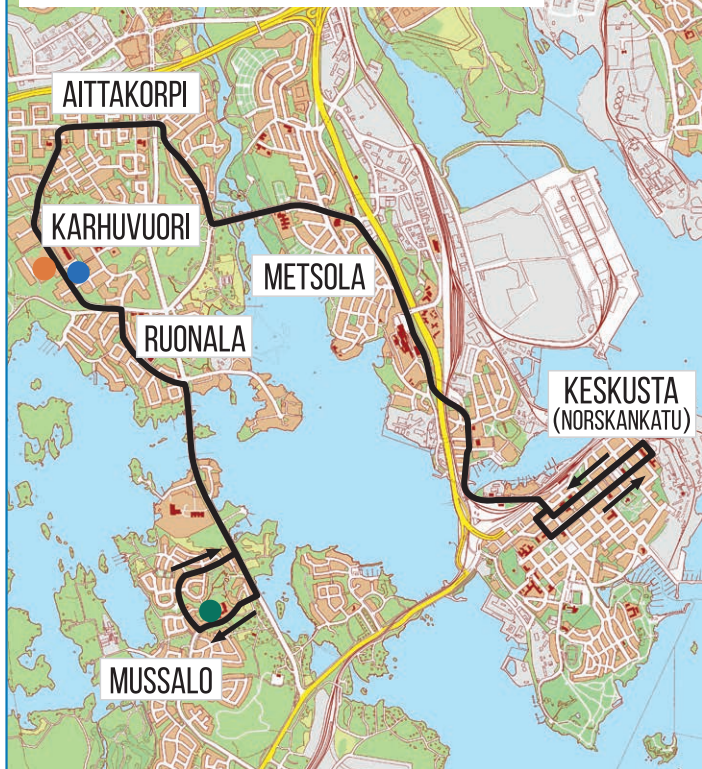 AITTAKORPI
KARHUVUORI
METSOLA
RUONALA
KESKUSTA
(NORSKANKATU)
MUSSALO